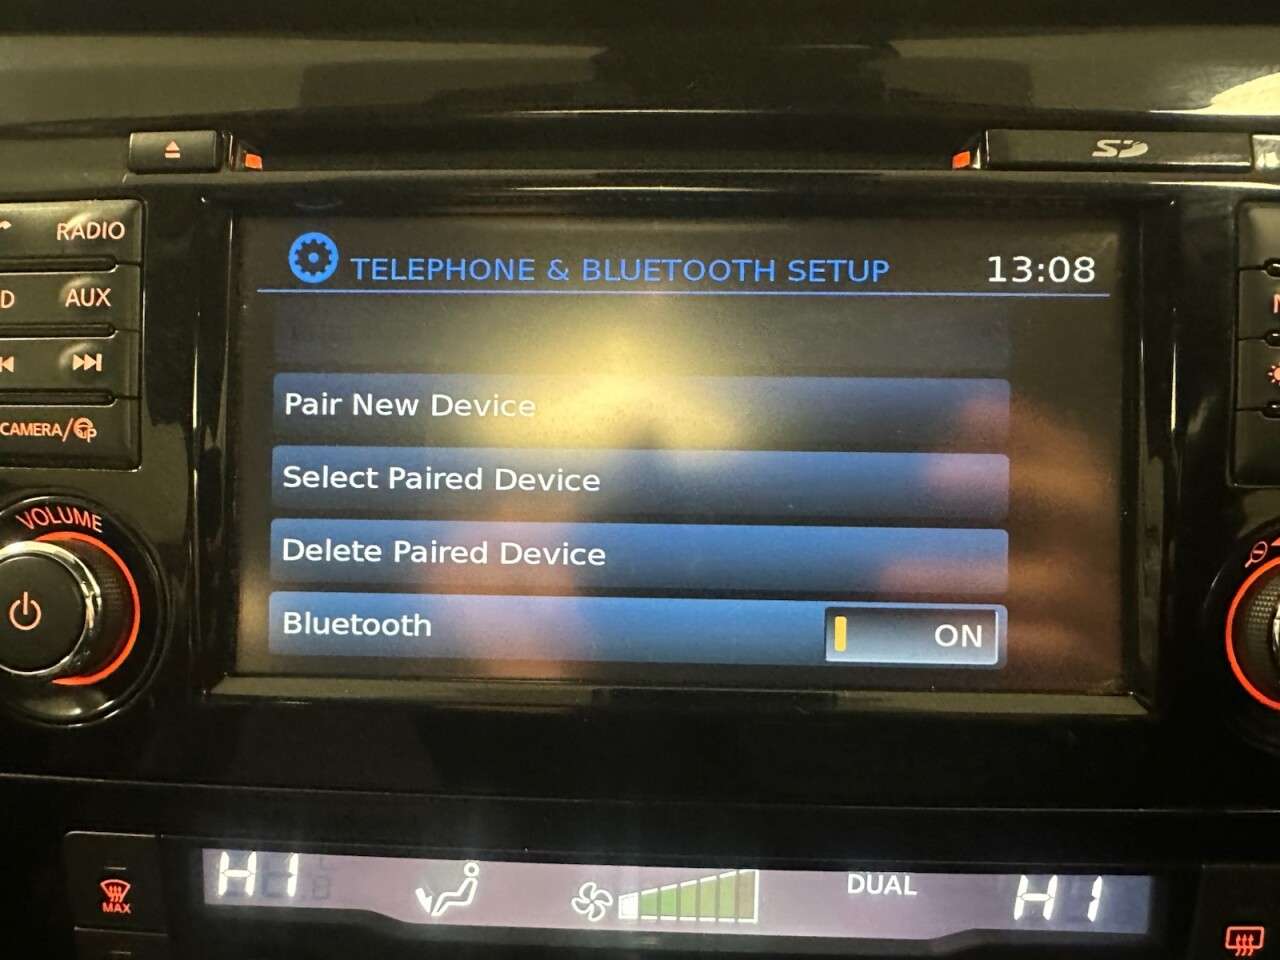 SD
RADIO
D
AUX
CAMERA/
VOLUME
TELEPHONE & BLUETOOTH SETUP
13:08
Pair New Device
Select Paired Device
Delete Paired Device
Bluetooth
ON
MAX
HI
DUAL
HI